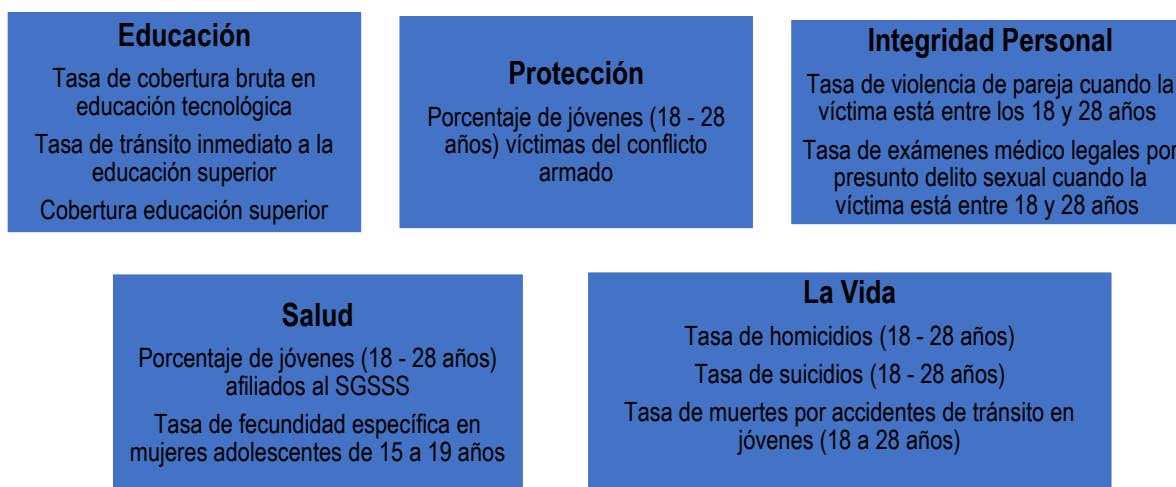 Educación
Tasa de cobertura bruta en
educación tecnológica
Tasa de tránsito inmediato a la
educación superior
Cobertura educación superior
Protección
Porcentaje de jóvenes (18 - 28
años) víctimas del conflicto
armado
Integridad Personal
Tasa de violencia de pareja cuando la
víctima está entre los 18 y 28 años
Tasa de exámenes médico legales por
presunto delito sexual cuando la
víctima está entre 18 y 28 años
Salud
Porcentaje de jóvenes (18 - 28 años)
afiliados al SGSSS
Tasa de fecundidad específica en
mujeres adolescentes de 15 a 19 años
La Vida
Tasa de homicidios (18 - 28 años)
Tasa de suicidios (18 - 28 años)
Tasa de muertes por accidentes de tránsito en
jóvenes (18 a 28 años)